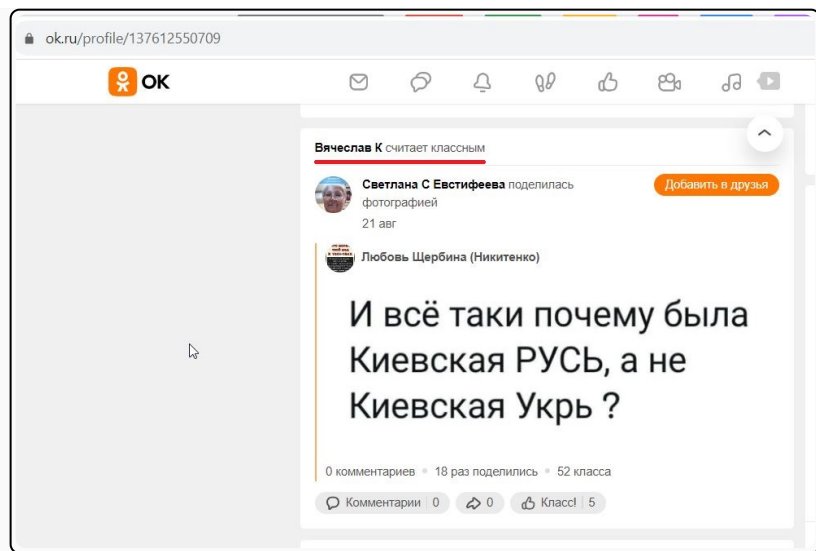 ok.ru/profile/137612550709
OK
Вячеслав К считает классным
Светлана С Евстифеева поделилась
фотографией
Добавить в друзья
21 авг
Любовь Щербина (Никитенко)
И всё таки почему была
Киевская РУСЬ, а не
Киевская Укрь ?
0 комментариев • 18 раз поделились • 52 класса
Комментарии 0
0
Класс! 5